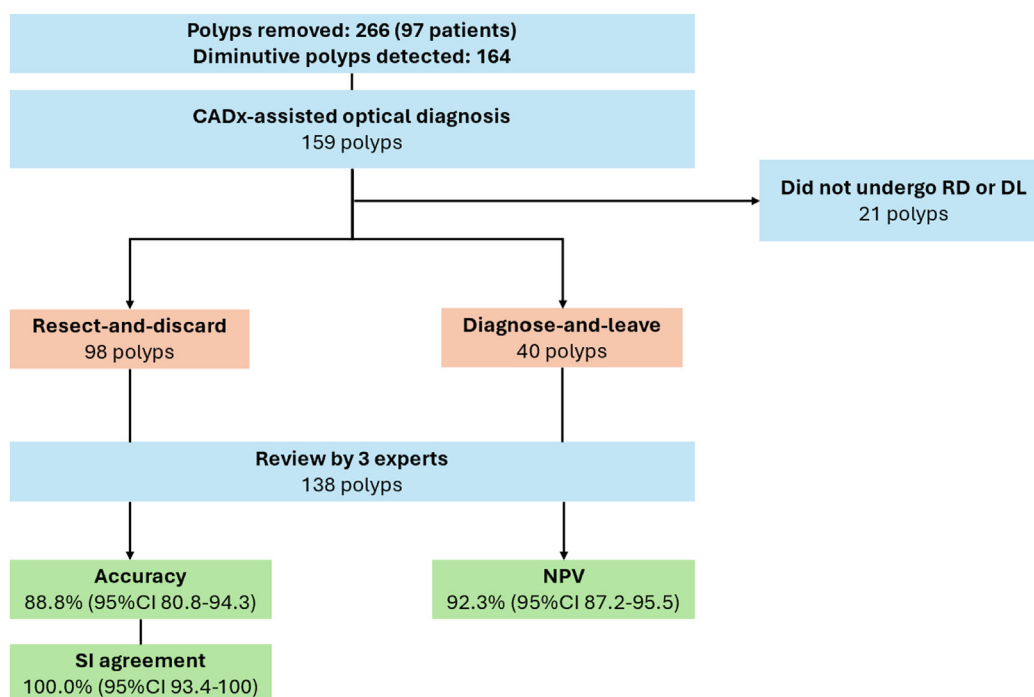 Polyps removed: 266 (97 patients)
Diminutive polyps detected: 164
CADx-assisted optical diagnosis
159 polyps
Did not undergo RD or DL
21 polyps
Resect-and-discard
98 polyps
Diagnose-and-leave
40 polyps
Review by 3 experts
138 polyps
Accuracy
88.8% (95%CI 80.8-94.3)
NPV
92.3% (95%CI 87.2-95.5)
SI agreement
100.0% (95%CI 93.4-100)